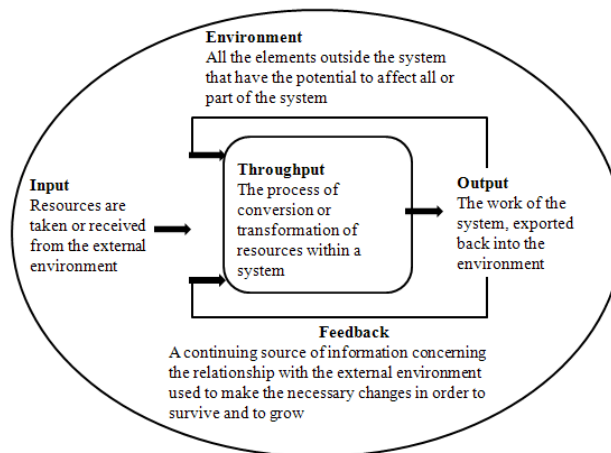 Environment
All the elements outside the system
that have the potential to affect all or
part of the system
Input
Resources are
taken or received
from the external
environment
Throughput
The process of
conversion or
transformation of
resources within a
system
Output
The work of the
system, exported
back into the
environment
Feedback
A continuing source of information concerning
the relationship with the external environment
used to make the necessary changes in order to
survive and to grow